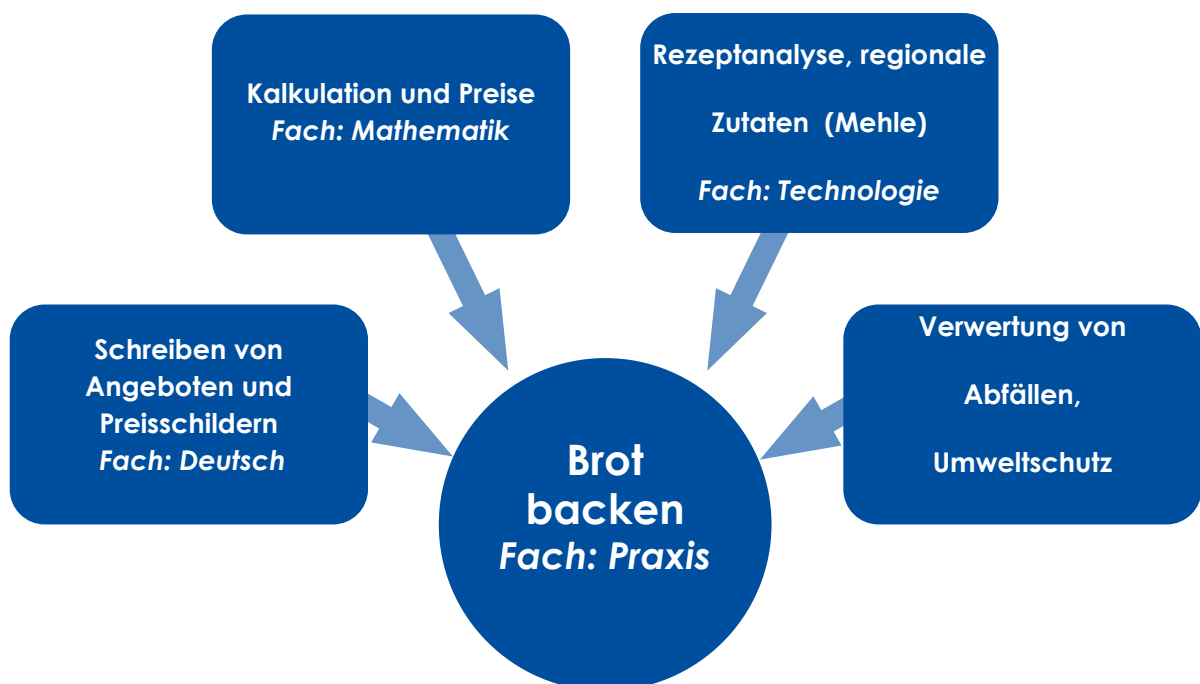 Kalkulation und Preise
Fach: Mathematik
Rezeptanalyse, regionale
Zutaten (Mehle)
Fach: Technologie
Schreiben von
Angeboten und
Preisschildern
Fach: Deutsch
Verwertung von
Abfällen,
Umweltschutz
Brot
backen
Fach: Praxis